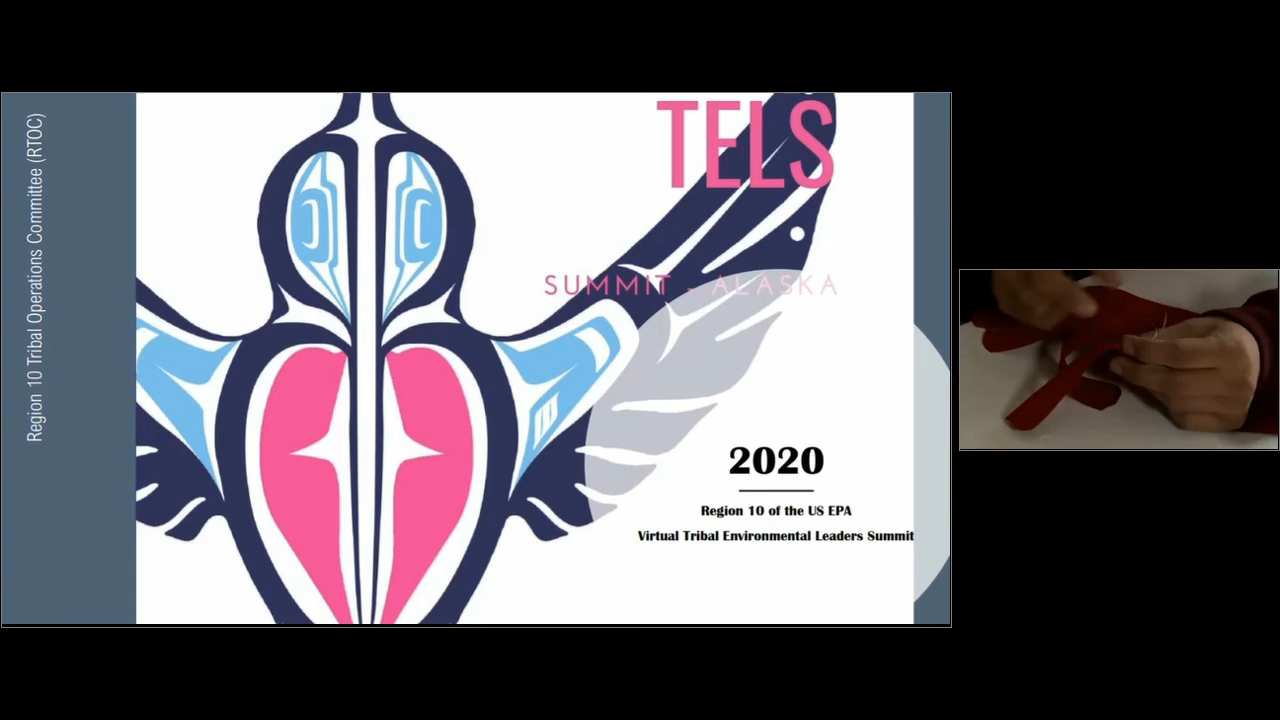 Region 10 Tribal Operations Committee (RTOC)
TELS
SUMMIT - ALASKA
2020
Region 10 of the US EPA
Virtual Tribal Environmental Leaders Summit